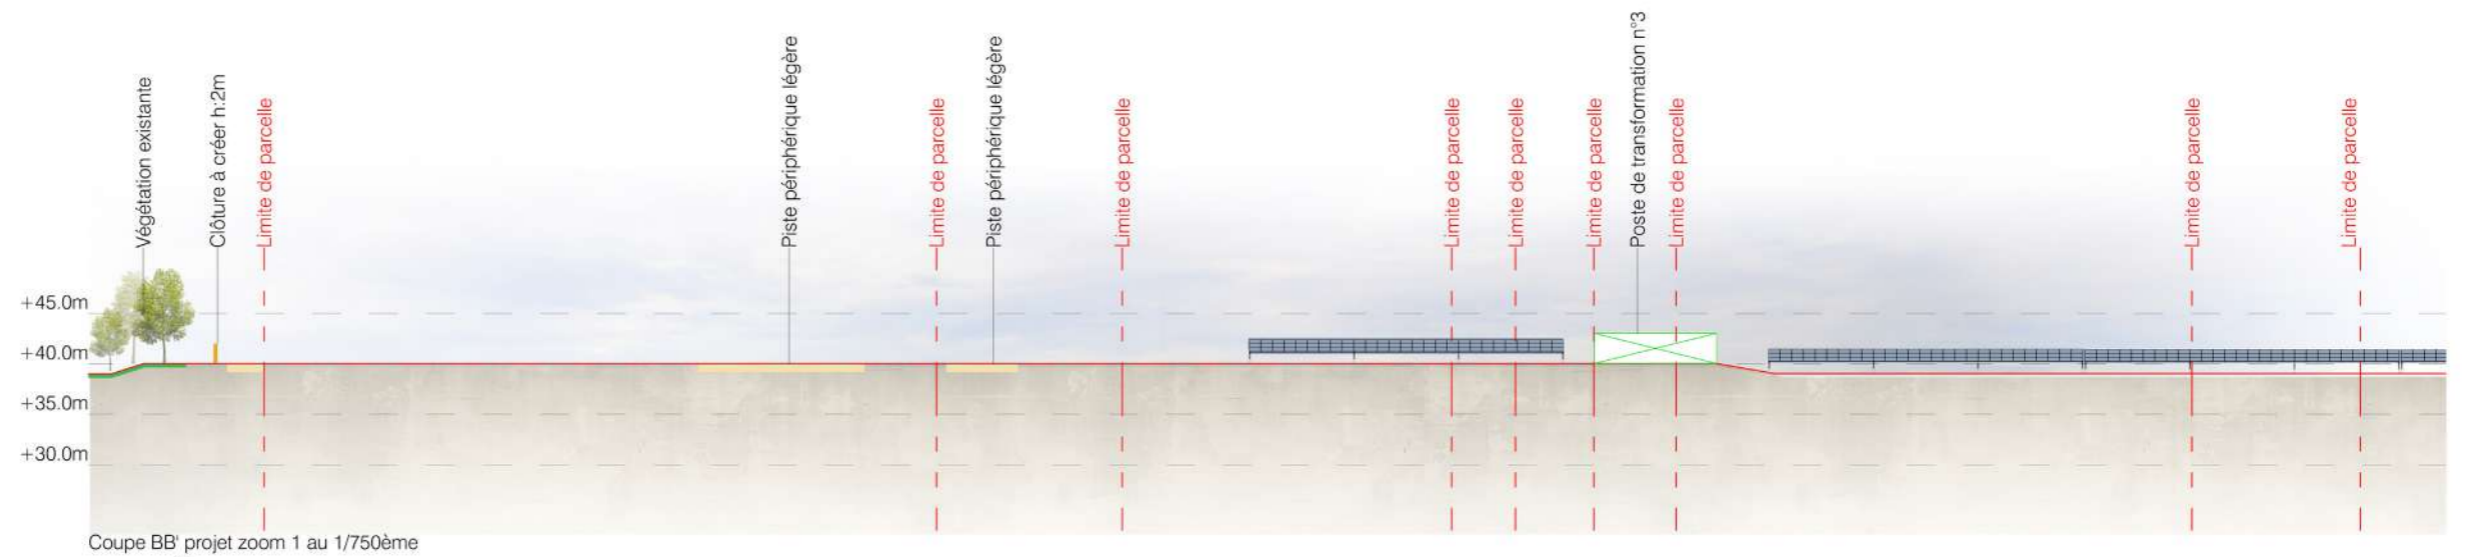 Végétation existante
Clôture à créer h:2m
Limite de parcelle
Piste périphérique légère
Limite de parcelle
Piste périphérique légère
Limite de parcelle
Limite de parcelle
Limite de parcelle
Limite de parcelle
Poste de transformation n°3
Limite de parcelle
Limite de parcelle
Limite de parcelle
+45.0m
+40.0m
+35.0m
+30.0m
Coupe BB' projet zoom 1 au 1/750ème